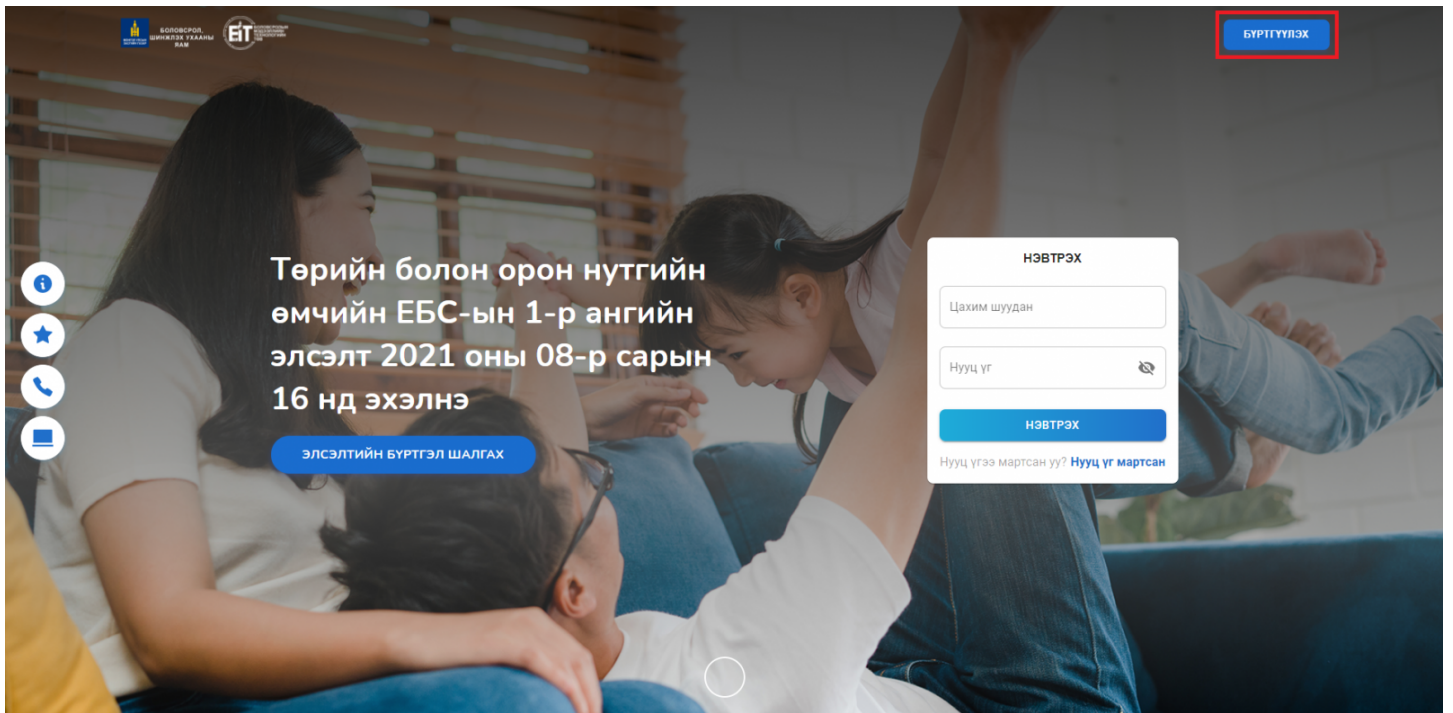 БОЛОВСРОЛ,
ШИНЖЛЭХ УХААНЫ
ЯАМ
EIT
БҮРТГҮҮЛЭХ
Төрийн болон орон нутгийн
өмчийн ЕБС-ын 1-р ангийн
элсэлт 2021 оны 08-р сарын
16 нд эхэлнэ
ЭЛСЭЛТИЙН БҮРТГЭЛ ШАЛГАХ
НЭВТРЭХ
Цахим шуудан
Нууц үг
НЭВТРЭХ
Нууц үгээ мартсан уу? Нууц үг мартсан